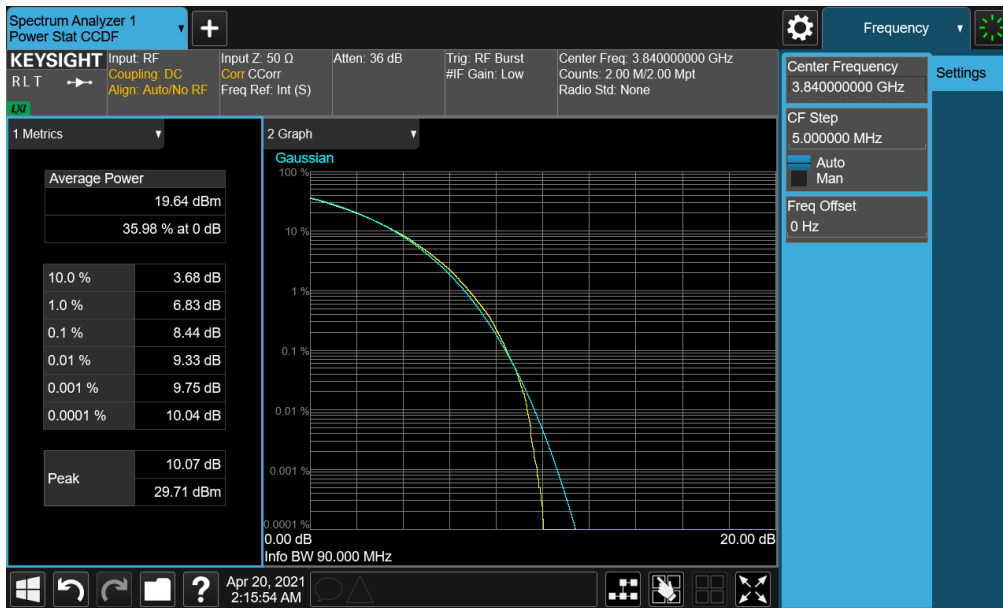 Spectrum Analyzer 1
Power Stat CCDF
+
Frequency
KEYSIGHT
R L T
LXI
Input: RF
Coupling: DC
Align: Auto/No RF
Input Z: 50 Ω
Corr CCorr
Freq Ref: Int (S)
Atten: 36 dB
Trig: RF Burst
#IF Gain: Low
Center Freq: 3.840000000 GHz
Counts: 2.00 M/2.00 Mpt
Radio Std: None
Center Frequency
3.840000000 GHz
Settings
CF Step
5.000000 MHz
Auto
Man
Freq Offset
0 Hz
1 Metrics
Average Power
19.64 dBm
35.98 % at 0 dB
10.0 % 3.68 dB
1.0 % 6.83 dB
0.1 % 8.44 dB
0.01 % 9.33 dB
0.001 % 9.75 dB
0.0001 % 10.04 dB
Peak 10.07 dB
29.71 dBm
2 Graph
Gaussian
100 %
10 %
1 %
0.1 %
0.01 %
0.001 %
0.0001 %
0.00 dB 20.00 dB
Info BW 90.000 MHz
?
Apr 20, 2021
2:15:54 AM